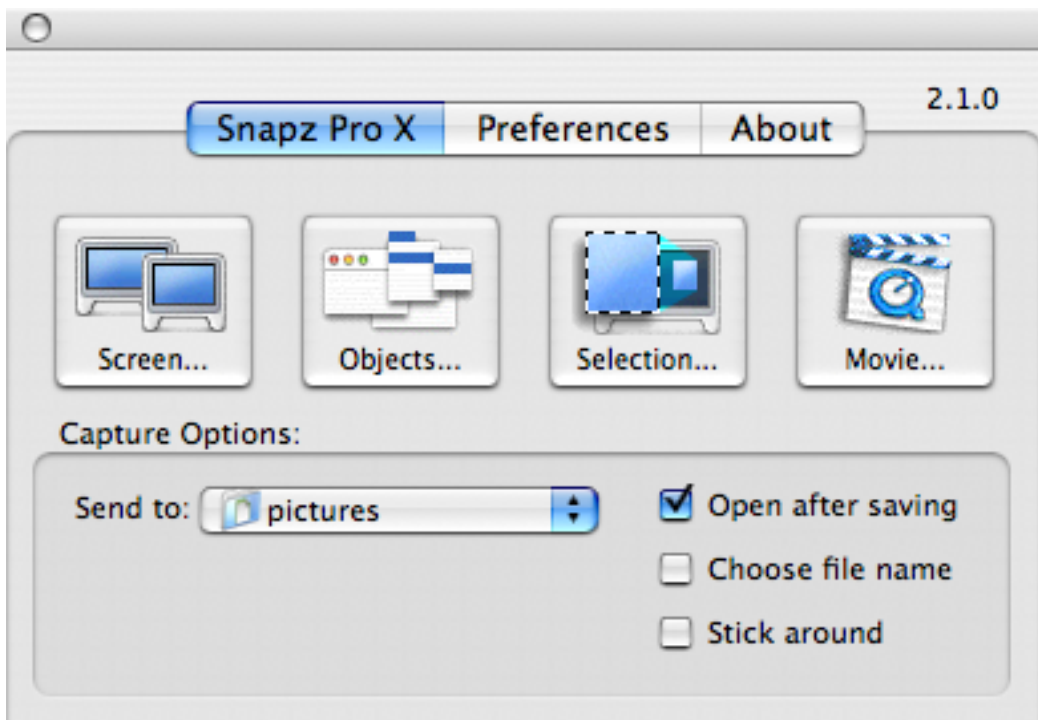 2.1.0
Snapz Pro X Preferences About
Screen... Objects... Selection... Movie...
Capture Options:
Send to: pictures
Open after saving
Choose file name
Stick around